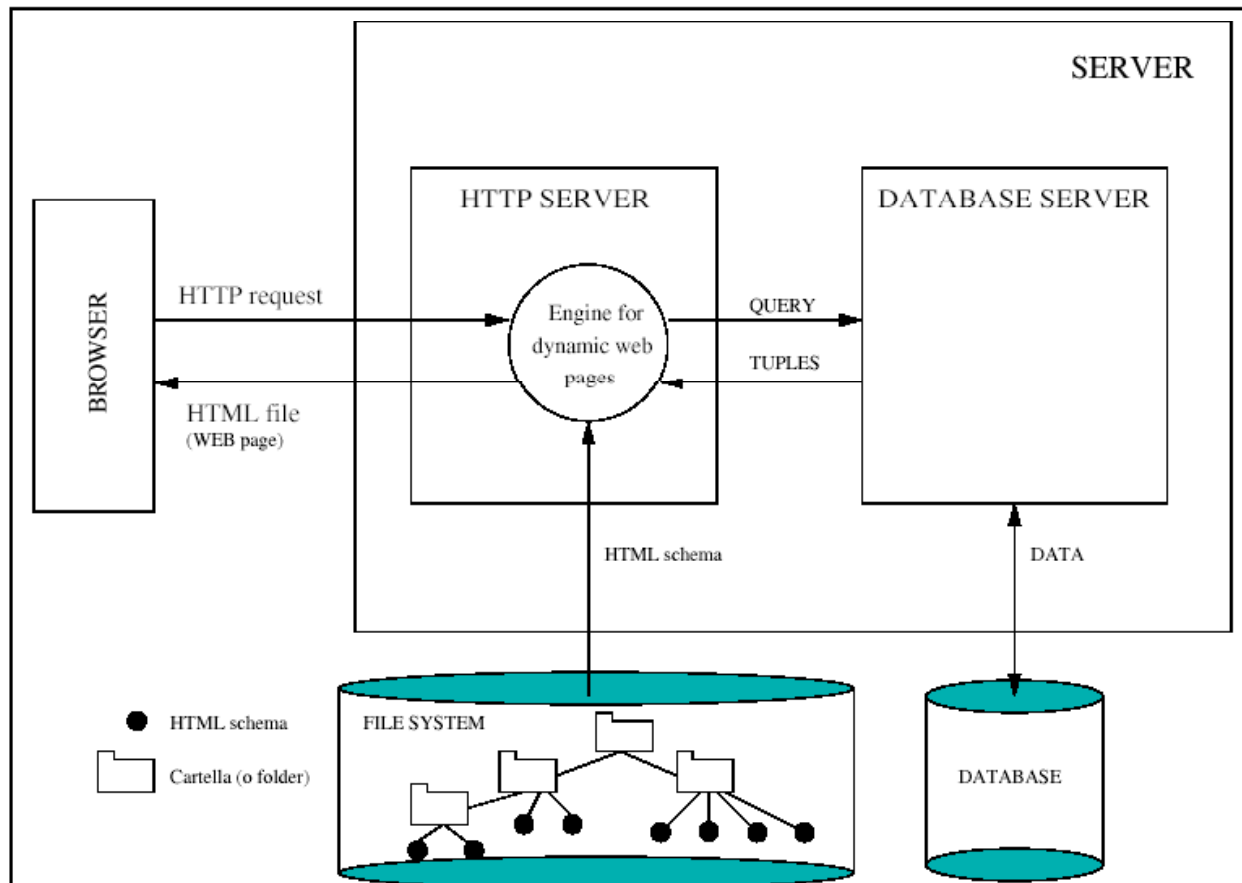 SERVER
HTTP SERVER
DATABASE SERVER
BROWSER
HTTP request
Engine for
dynamic web
pages
QUERY
TUPLES
HTML file
(WEB page)
HTML schema
DATA
HTML schema
Cartella (o folder)
FILE SYSTEM
DATABASE